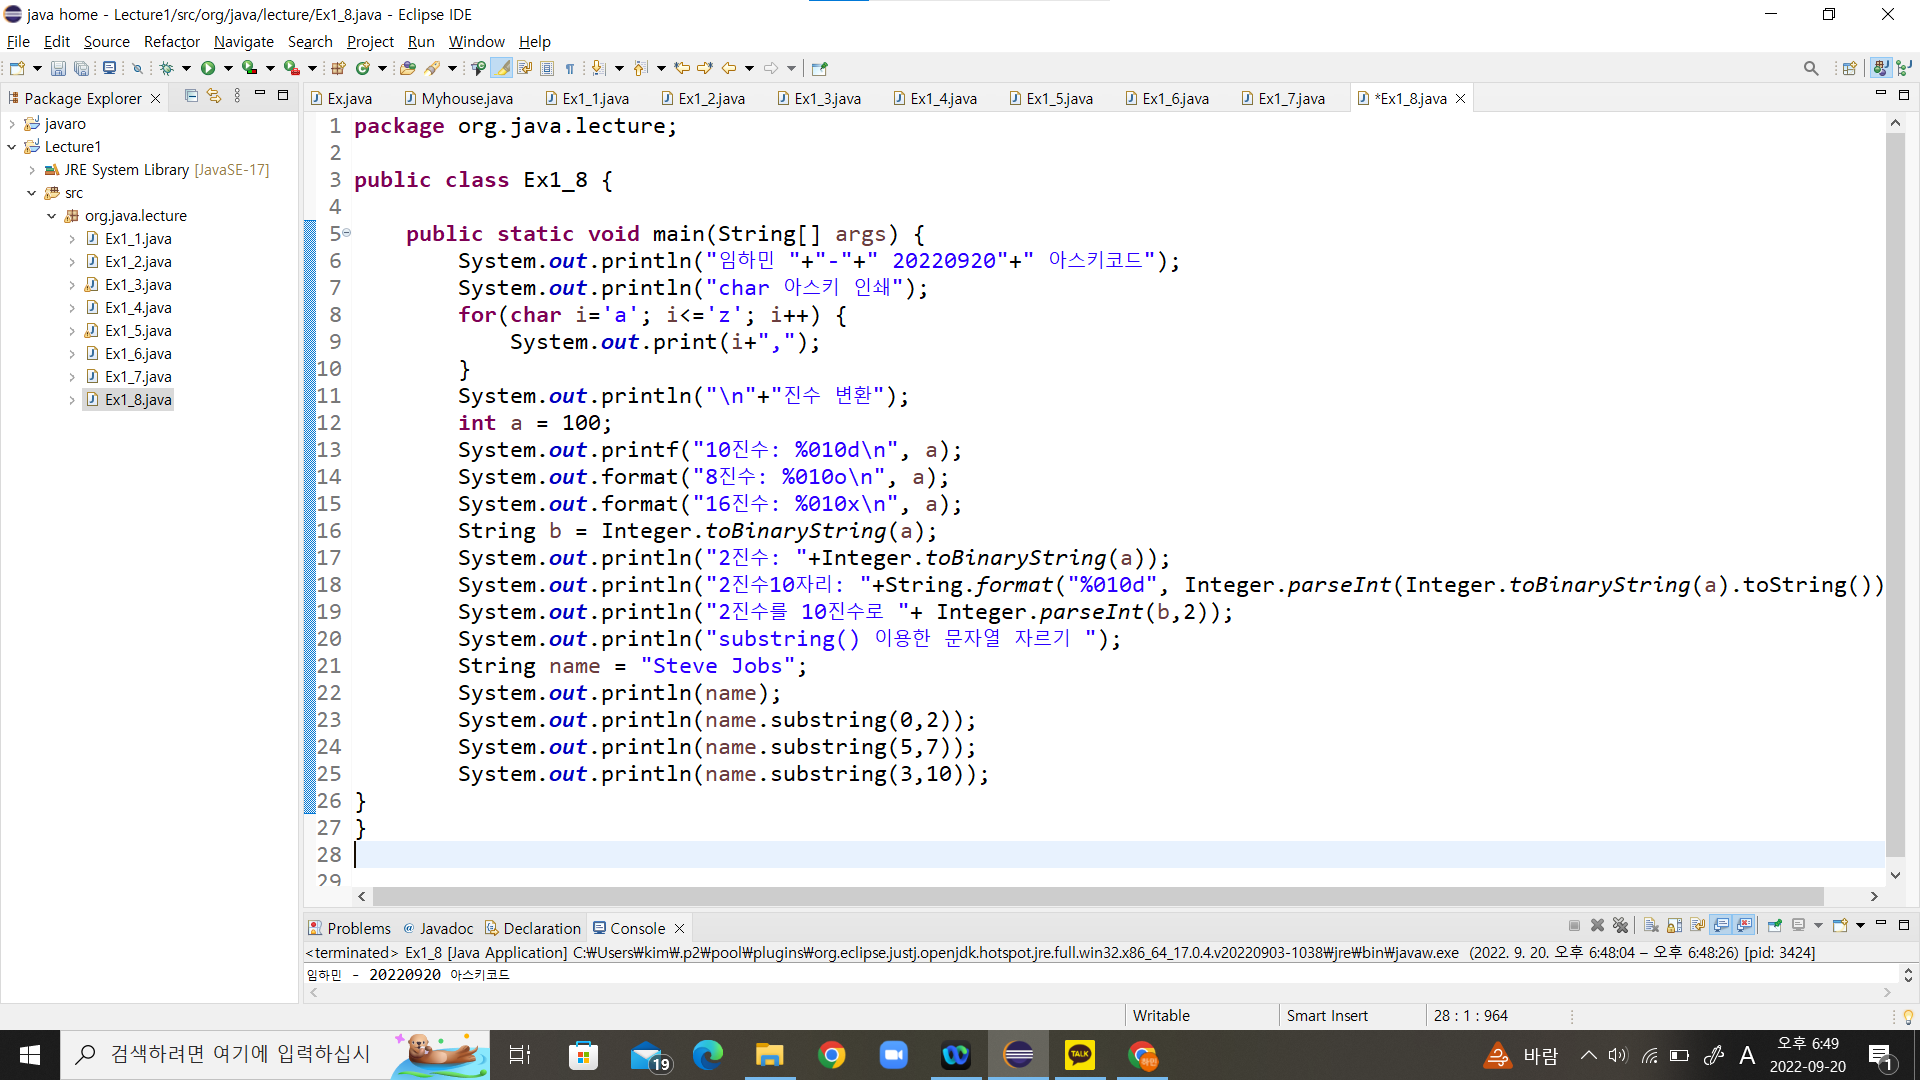 java home - Lecture1/src/org/java/lecture/Ex1_8.java - Eclipse IDE
File Edit Source Refactor Navigate Search Project Run Window Help
Package Explorer
Ex.java Myhouse.java Ex1_1.java Ex1_2.java Ex1_3.java Ex1_4.java Ex1_5.java Ex1_6.java Ex1_7.java *Ex1_8.java
javaro
Lecture1
JRE System Library [JavaSE-17]
src
org.java.lecture
Ex1_1.java
Ex1_2.java
Ex1_3.java
Ex1_4.java
Ex1_5.java
Ex1_6.java
Ex1_7.java
Ex1_8.java
1 package org.java.lecture;
2
3 public class Ex1_8 {
4
5 public static void main(String[] args) {
6 System.out.println("임하민 "+"-"+" 20220920"+" 아스키코드");
7 System.out.println("char 아스키 인쇄");
8 for(char i='a'; i<='z'; i++) {
9 System.out.print(i+",");
10 }
11 System.out.println("\n"+"진수 변환");
12 int a = 100;
13 System.out.printf("10진수: %010d\n", a);
14 System.out.format("8진수: %010o\n", a);
15 System.out.format("16진수: %010x\n", a);
16 String b = Integer.toBinaryString(a);
17 System.out.println("2진수: "+Integer.toBinaryString(a));
18 System.out.println("2진수10자리: "+String.format("%010d", Integer.parseInt(Integer.toBinaryString(a).toString())
19 System.out.println("2진수를 10진수로 "+ Integer.parseInt(b,2));
20 System.out.println("substring() 이용한 문자열 자르기 ");
21 String name = "Steve Jobs";
22 System.out.println(name);
23 System.out.println(name.substring(0,2));
24 System.out.println(name.substring(5,7));
25 System.out.println(name.substring(3,10));
26 }
27 }
28
29
Problems @ Javadoc Declaration Console
<terminated> Ex1_8 [Java Application] C:₩Users₩kim₩.p2₩pool₩plugins₩org.eclipse.justj.openjdk.hotspot.jre.full.win32.x86_64_17.0.4.v20220903-1038₩jre₩bin₩javaw.exe (2022. 9. 20. 오후 6:48:04 – 오후 6:48:26) [pid: 3424]
임하민 - 20220920 아스키코드
Writable Smart Insert 28 : 1 : 964
검색하려면 여기에 입력하십시
19
TALK
바람
A
오후 6:49
2022-09-20
1